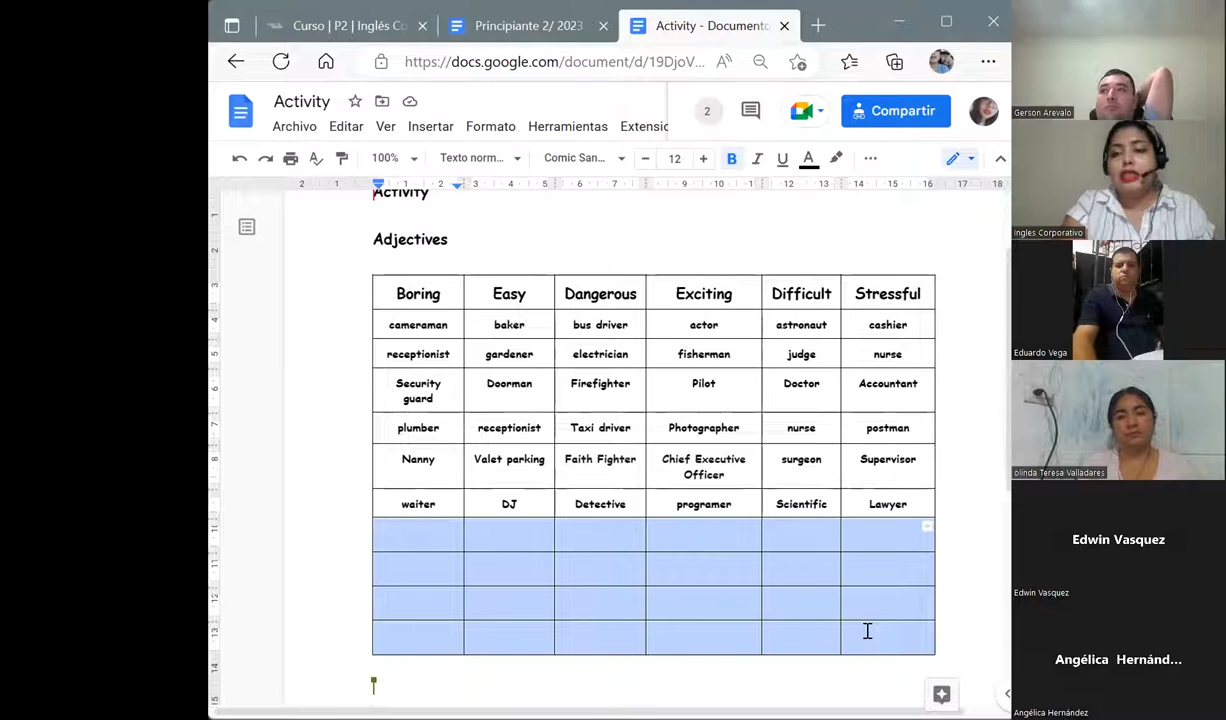 Curso | P2 | Inglés Co
Principiante 2/ 2023
Activity - Documento
https://docs.google.com/document/d/19DjoV...
Activity
2
Compartir
Archivo Editar Ver Insertar Formato Herramientas Extensio
100% Texto norm... Comic San... 12
Activity
Adjectives
Boring Easy Dangerous Exciting Difficult Stressful
cameraman baker bus driver actor astronaut cashier
receptionist gardener electrician fisherman judge nurse
Security guard Doorman Firefighter Pilot Doctor Accountant
plumber receptionist Taxi driver Photographer nurse postman
Nanny Valet parking Faith Fighter Chief Executive Officer surgeon Supervisor
waiter DJ Detective programer Scientific Lawyer
Gerson Arevalo
Ingles Corporativo
Eduardo Vega
olinda Teresa Valladares
Edwin Vasquez
Edwin Vasquez
Angélica Hernánd...
Angélica Hernández